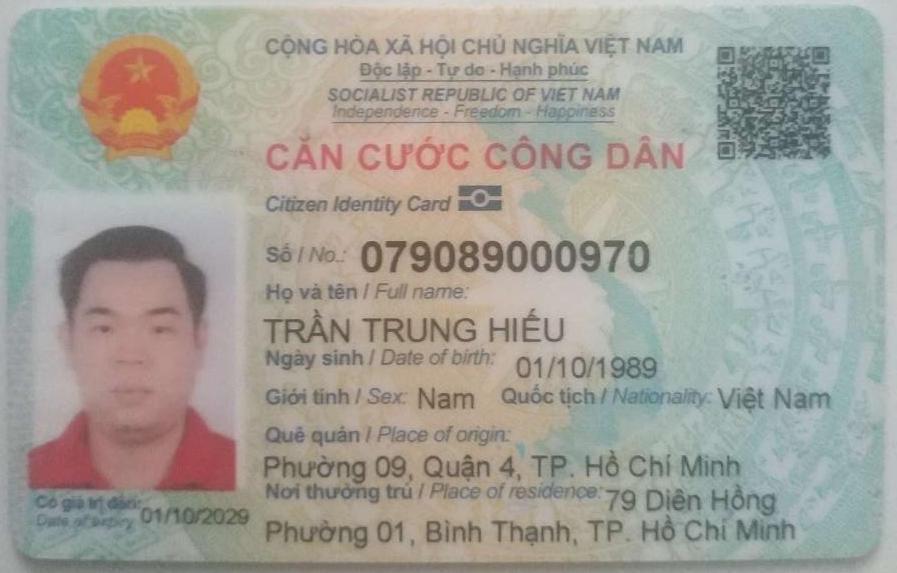 CỘNG HÒA XÃ HỘI CHỦ NGHĨA VIỆT NAM
Độc lập - Tự do - Hạnh phúc
SOCIALIST REPUBLIC OF VIET NAM
Independence - Freedom - Happiness
CĂN CƯỚC CÔNG DÂN
Citizen Identity Card
Số / No.: 079089000970
Họ và tên / Full name:
TRẦN TRUNG HIẾU
Ngày sinh / Date of birth: 01/10/1989
Giới tính / Sex: Nam Quốc tịch / Nationality: Việt Nam
Quê quán / Place of origin:
Phường 09, Quận 4, TP. Hồ Chí Minh
Nơi thường trú / Place of residence: 79 Diên Hồng
Phường 01, Bình Thạnh, TP. Hồ Chí Minh
Có giá trị đến:
Date of expiry 01/10/2029